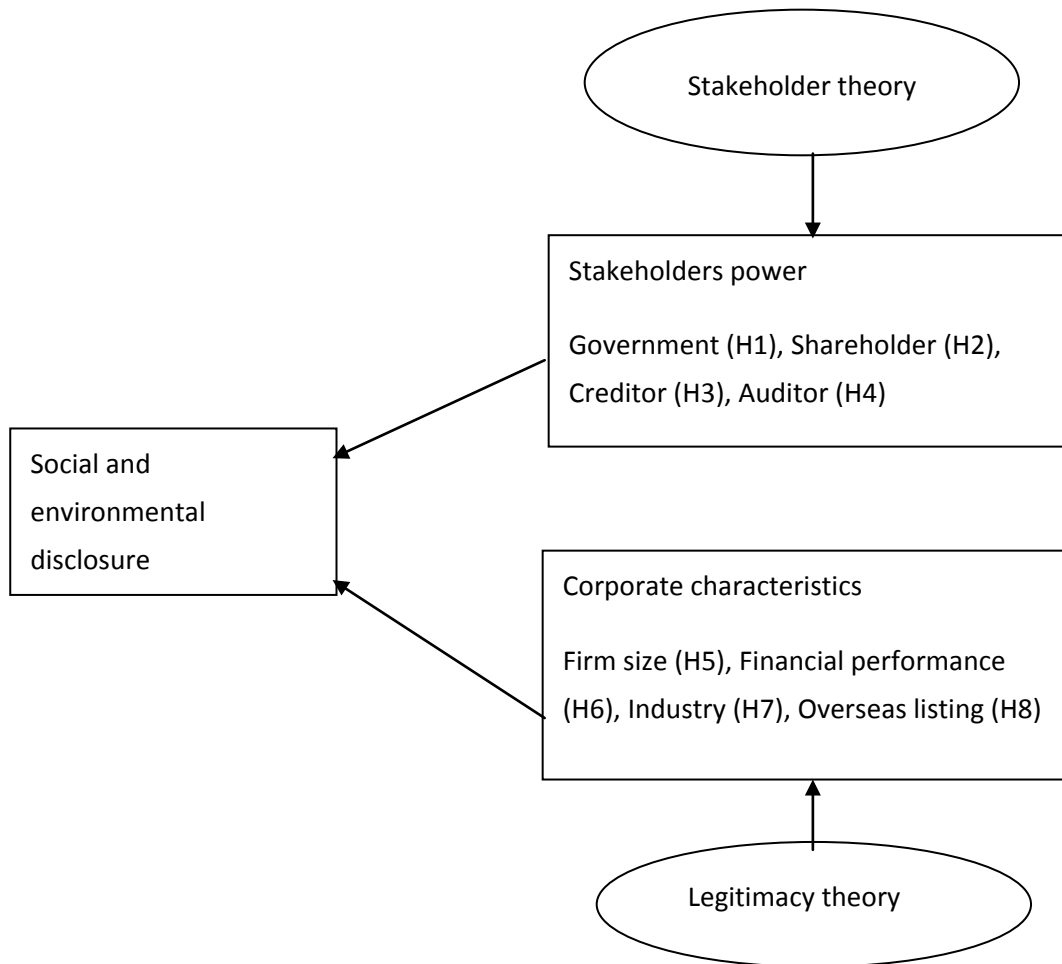 Stakeholder theory
Stakeholders power
Government (H1), Shareholder (H2),
Creditor (H3), Auditor (H4)
Social and
environmental
disclosure
Corporate characteristics
Firm size (H5), Financial performance
(H6), Industry (H7), Overseas listing (H8)
Legitimacy theory